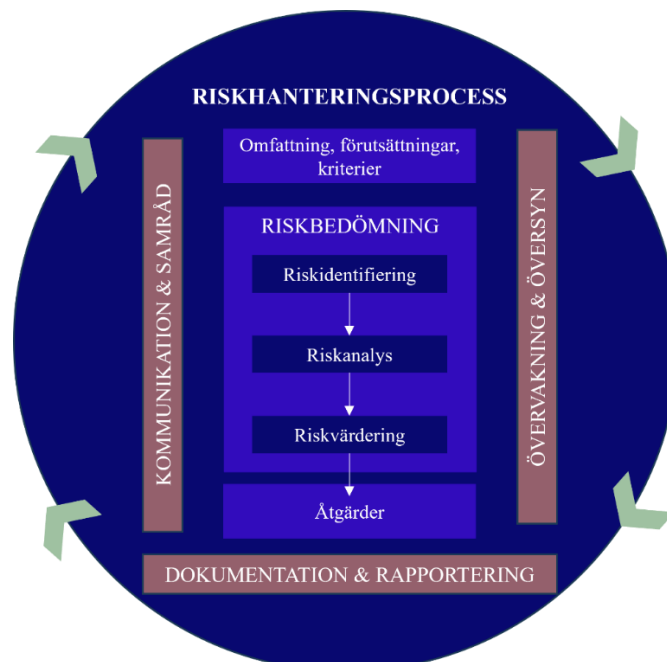 RISKHANTERINGSPROCESS
Omfattning, förutsättningar,
kriterier
RISKBEDÖMNING
Riskidentifiering
Riskanalys
Riskvärdering
Åtgärder
KOMMUNIKATION & SAMRÅD
ÖVERVAKNING & ÖVERSYN
DOKUMENTATION & RAPPORTERING